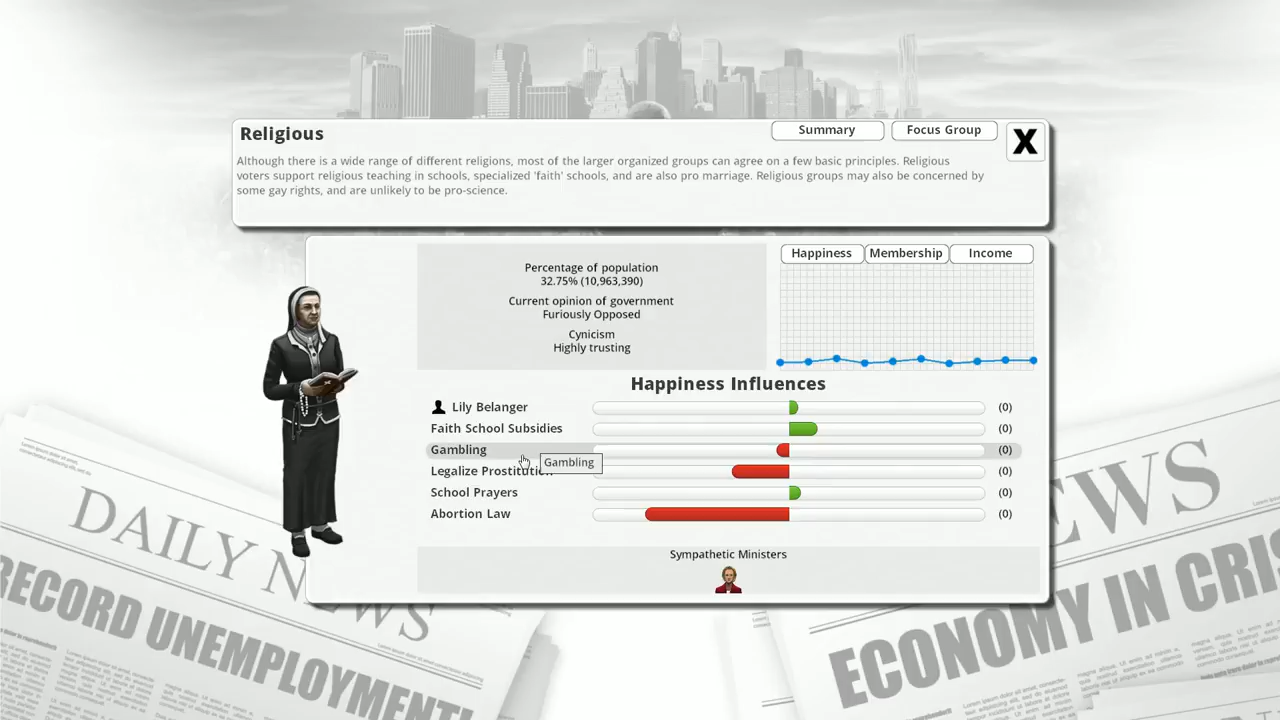 Religious
Summary
Focus Group
X
Although there is a wide range of different religions, most of the larger organized groups can agree on a few basic principles. Religious
voters support religious teaching in schools, specialized 'faith' schools, and are also pro marriage. Religious groups may also be concerned by
some gay rights, and are unlikely to be pro-science.
Percentage of population
32.75% (10,963,390)
Current opinion of government
Furiously Opposed
Cynicism
Highly trusting
Happiness
Membership
Income
Happiness Influences
Lily Belanger
(0)
Faith School Subsidies
(0)
Gambling
(0)
Gambling
Legalize Prostitution
(0)
School Prayers
(0)
Abortion Law
(0)
Sympathetic Ministers
DAILY NEWS
RECORD UNEMPLOYMENT
EWS
ECONOMY IN CRIS